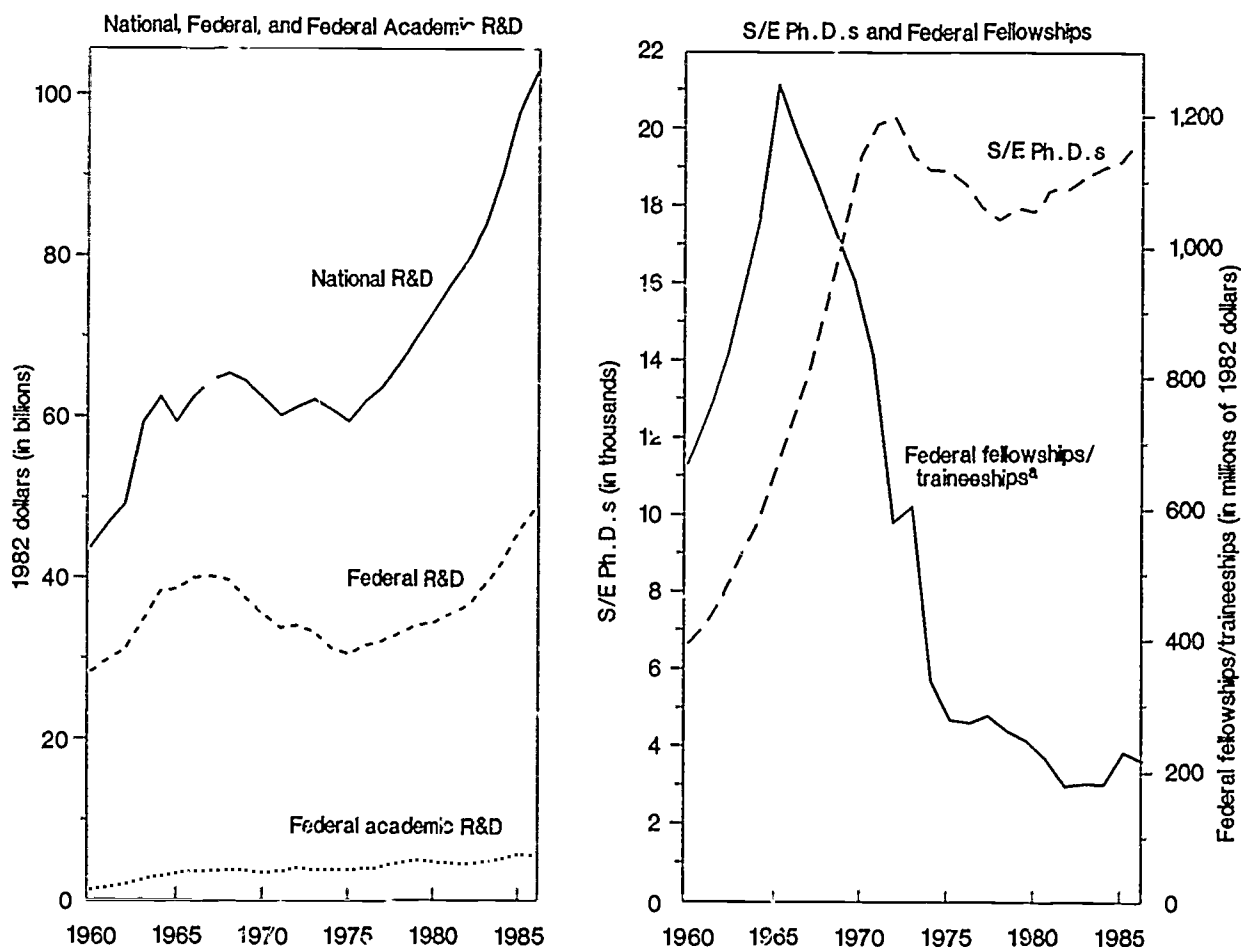 National, Federal, and Federal Academic R&D
100
80
60
40
20
0
1982 dollars (in billions)
National R&D
Federal R&D
Federal academic R&D
1960 1965 1970 1975 1980 1985
S/E Ph.D.s and Federal Fellowships
22
20
18
16
14
12
10
8
6
4
2
0
S/E Ph.D.s (in thousands)
S/E Ph.D.s
Federal fellowships/
traineeshipsᵃ
1,200
1,000
800
600
400
200
0
Federal fellowships/traineeships (in millions of 1982 dollars)
1960 1965 1970 1975 1980 1985